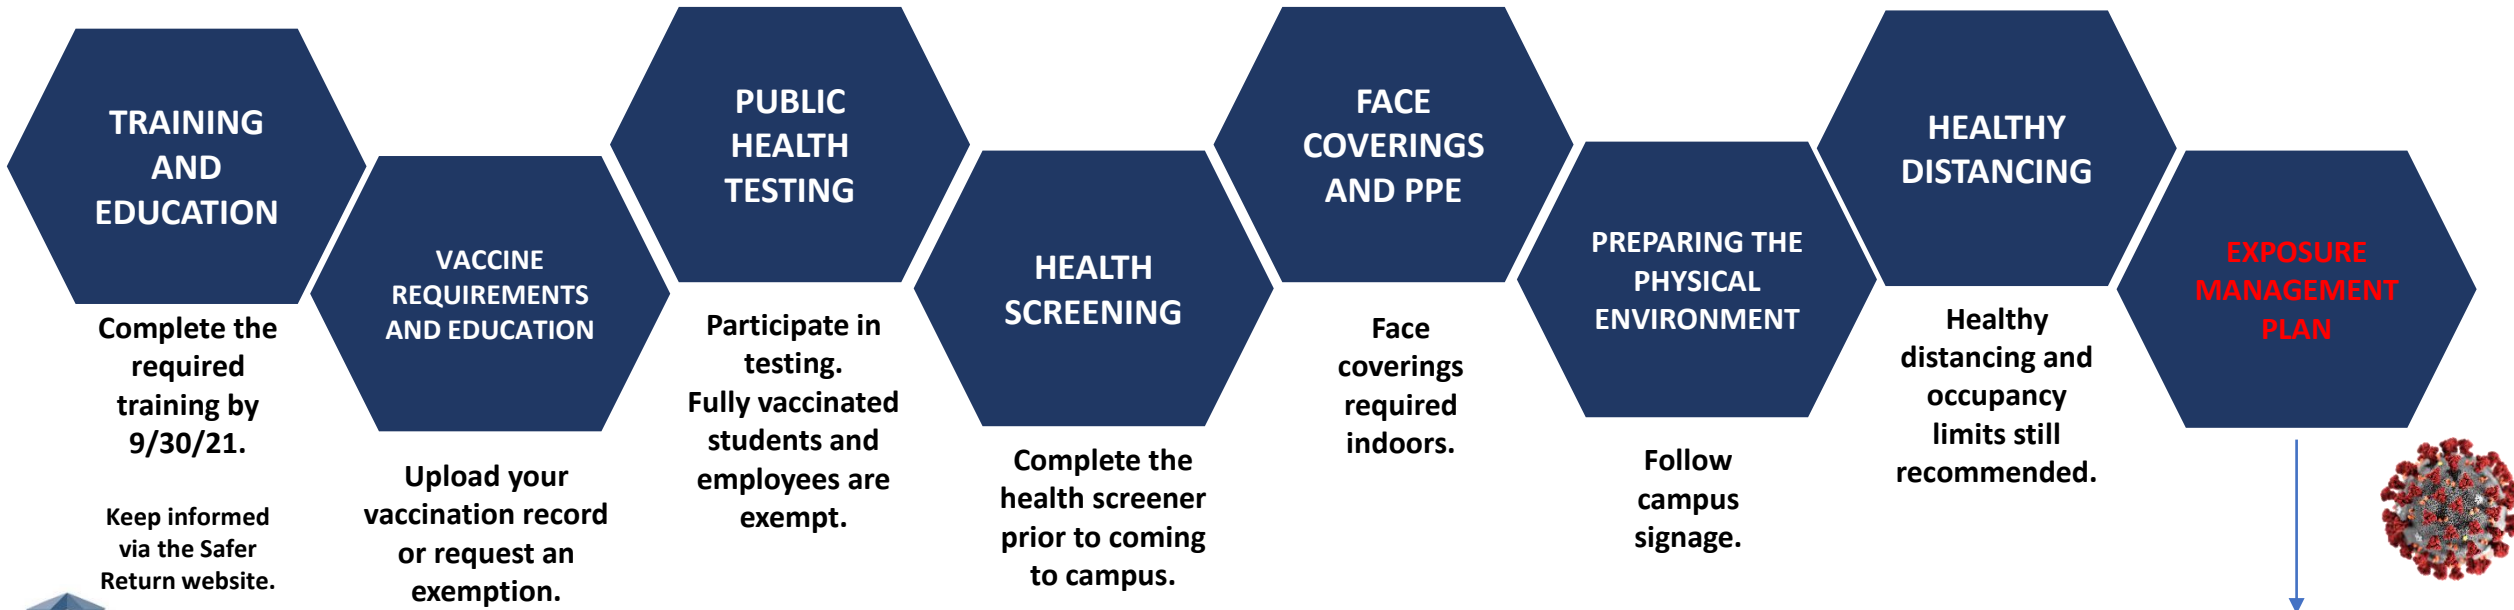 TRAINING
AND
EDUCATION
Complete the
required
training by
9/30/21.
Keep informed
via the Safer
Return website.
VACCINE
REQUIREMENTS
AND EDUCATION
Upload your
vaccination record
or request an
exemption.
PUBLIC
HEALTH
TESTING
Participate in
testing.
Fully vaccinated
students and
employees are
exempt.
HEALTH
SCREENING
Complete the
health screener
prior to coming
to campus.
FACE
COVERINGS
AND PPE
Face
coverings
required
indoors.
PREPARING THE
PHYSICAL
ENVIRONMENT
Follow
campus
signage.
HEALTHY
DISTANCING
Healthy
distancing and
occupancy
limits still
recommended.
EXPOSURE
MANAGEMENT
PLAN